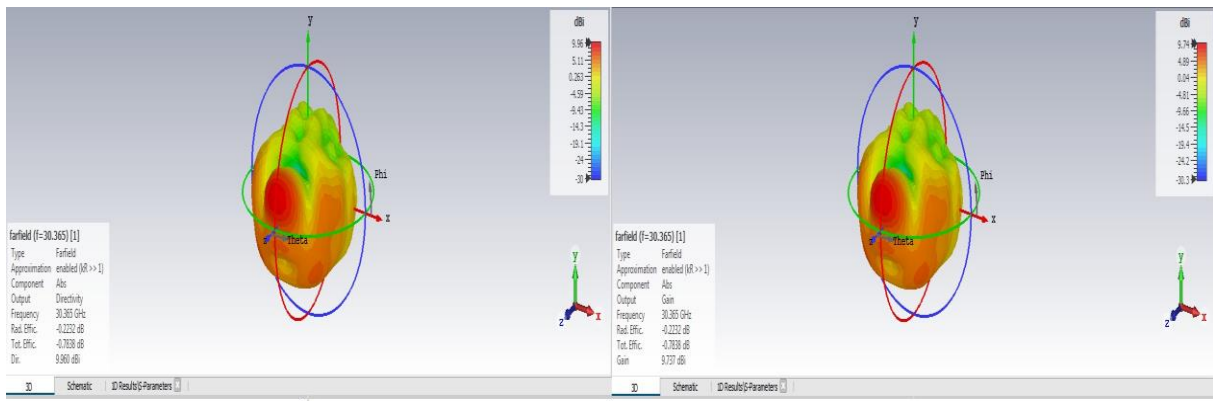 y
dBi
9.96
5.11
0.263
-4.59
-9.43
-14.3
-19.1
-24
-30
Phi
x
z
Theta
farfield (f=30.365) [1]
Type Farfield
Approximation enabled (kR >> 1)
Component Abs
Output Directivity
Frequency 30.365 GHz
Rad. Effic. -0.2232 dB
Tot. Effic. -0.7838 dB
Dir. 9.960 dBi
y
z
x
3D Schematic 1D Results\S-Parameters
y
dBi
9.74
4.89
0.04
-4.81
-9.66
-14.5
-19.4
-24.2
-30.3
Phi
x
Theta
farfield (f=30.365) [1]
Type Farfield
Approximation enabled (kR >> 1)
Component Abs
Output Gain
Frequency 30.365 GHz
Rad. Effic. -0.2232 dB
Tot. Effic. -0.7838 dB
Gain 9.737 dBi
y
z
x
3D Schematic 1D Results\S-Parameters